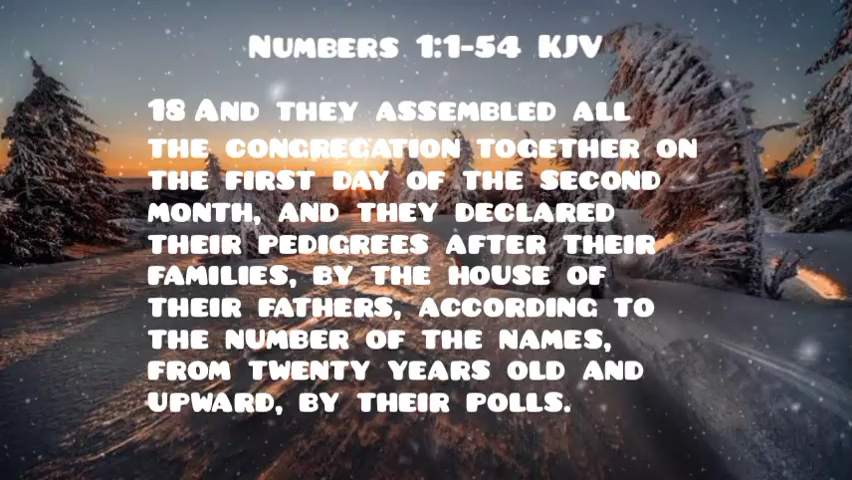 Numbers 1:1-54 KJV
18 And they assembled all
the congregation together on
the first day of the second
month, and they declared
their pedigrees after their
families, by the house of
their fathers, according to
the number of the names,
from twenty years old and
upward, by their polls.